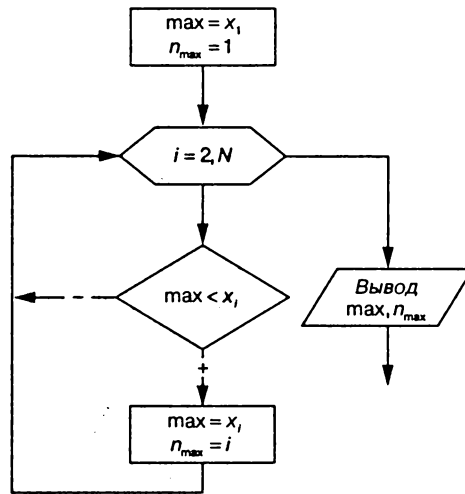 max = x₁
nmax = 1
i = 2, N
max < xᵢ
−
+
max = xᵢ
nmax = i
Вывод
max, nmax